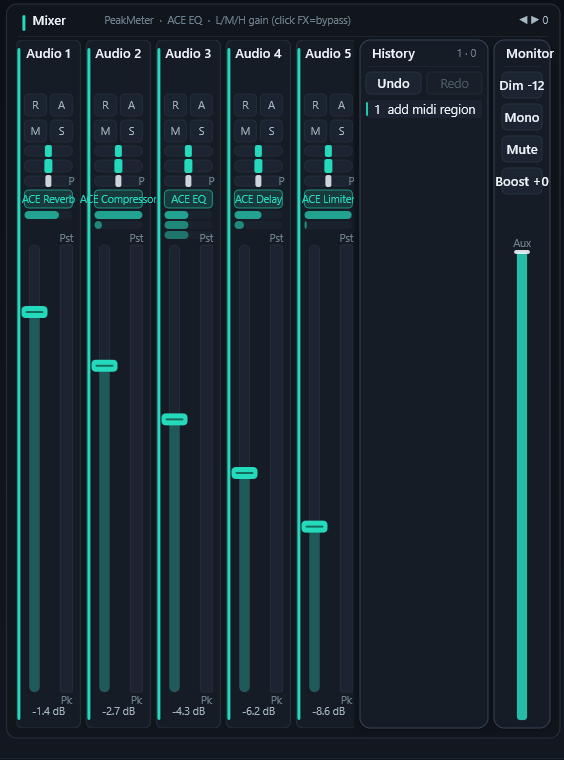 Mixer PeakMeter · ACE EQ · L/M/H gain (click FX=bypass) ◀ ▶ 0
Audio 1 Audio 2 Audio 3 Audio 4 Audio 5 History 1 · 0 Monitor
Undo Redo Dim -12
R A R A R A R A R A
1 add midi region
Mono
M S M S M S M S M S
Mute
P P P P P
Boost +0
ACE Reverb ACE Compressor ACE EQ ACE Delay ACE Limiter
Pst Pst Pst Pst Pst
Aux
Pk Pk Pk Pk Pk
-1.4 dB -2.7 dB -4.3 dB -6.2 dB -8.6 dB